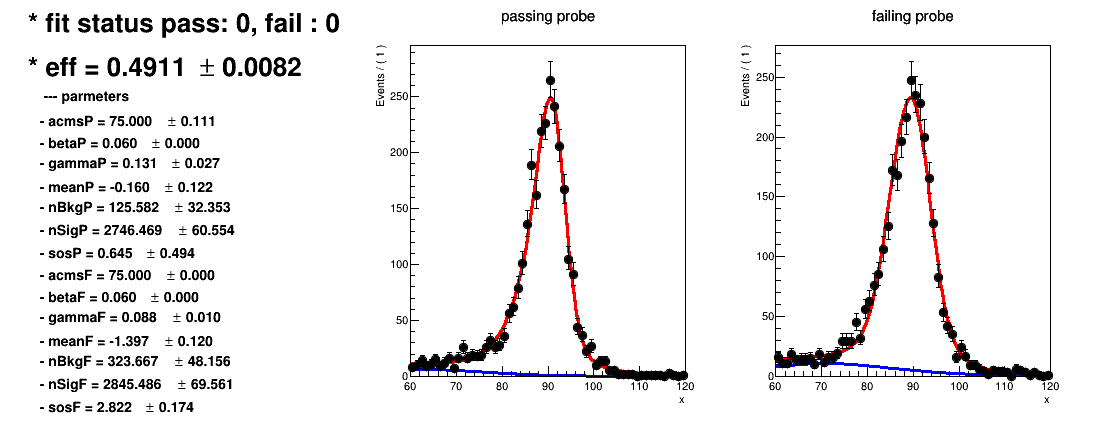 * fit status pass: 0, fail : 0
* eff = 0.4911 ± 0.0082
--- parmeters
- acmsP = 75.000 ± 0.111
- betaP = 0.060 ± 0.000
- gammaP = 0.131 ± 0.027
- meanP = -0.160 ± 0.122
- nBkgP = 125.582 ± 32.353
- nSigP = 2746.469 ± 60.554
- sosP = 0.645 ± 0.494
- acmsF = 75.000 ± 0.000
- betaF = 0.060 ± 0.000
- gammaF = 0.088 ± 0.010
- meanF = -1.397 ± 0.120
- nBkgF = 323.667 ± 48.156
- nSigF = 2845.486 ± 69.561
- sosF = 2.822 ± 0.174
passing probe
Events / ( 1 )
250
200
150
100
50
0
60 70 80 90 100 110 120
x
failing probe
Events / ( 1 )
250
200
150
100
50
0
60 70 80 90 100 110 120
x